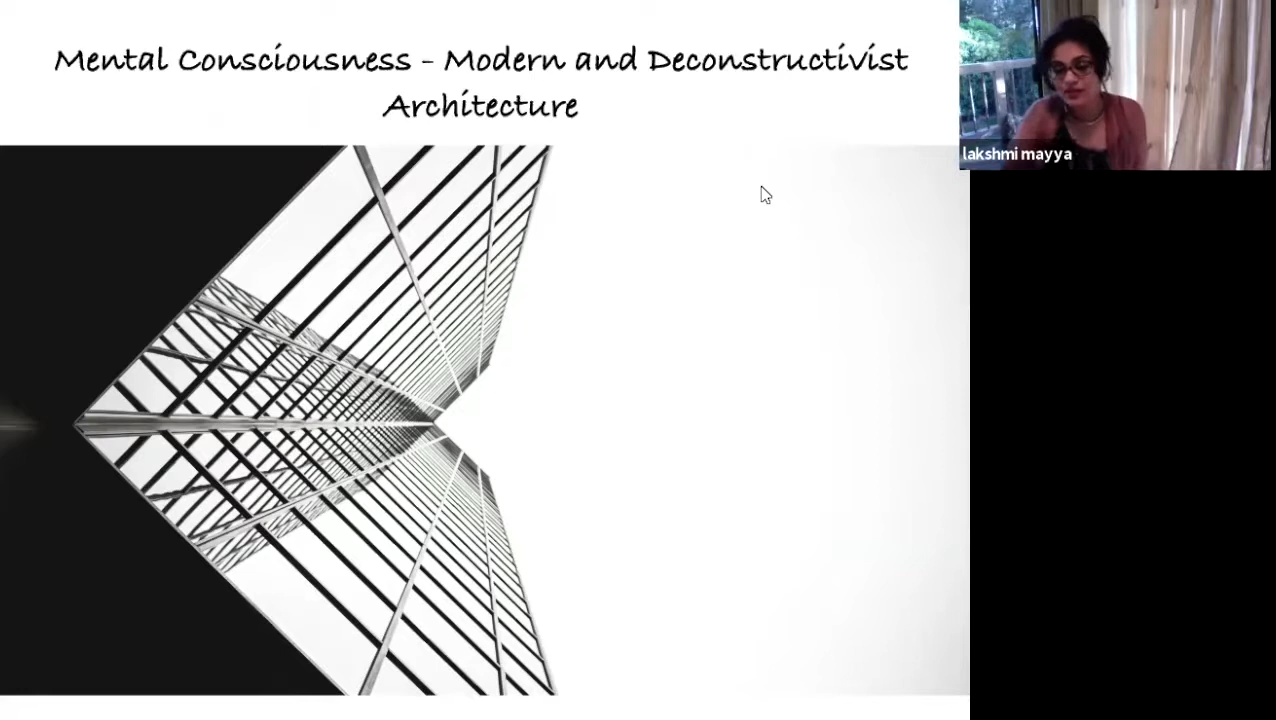 Mental Consciousness - Modern and Deconstructivist
Architecture
lakshmi mayya